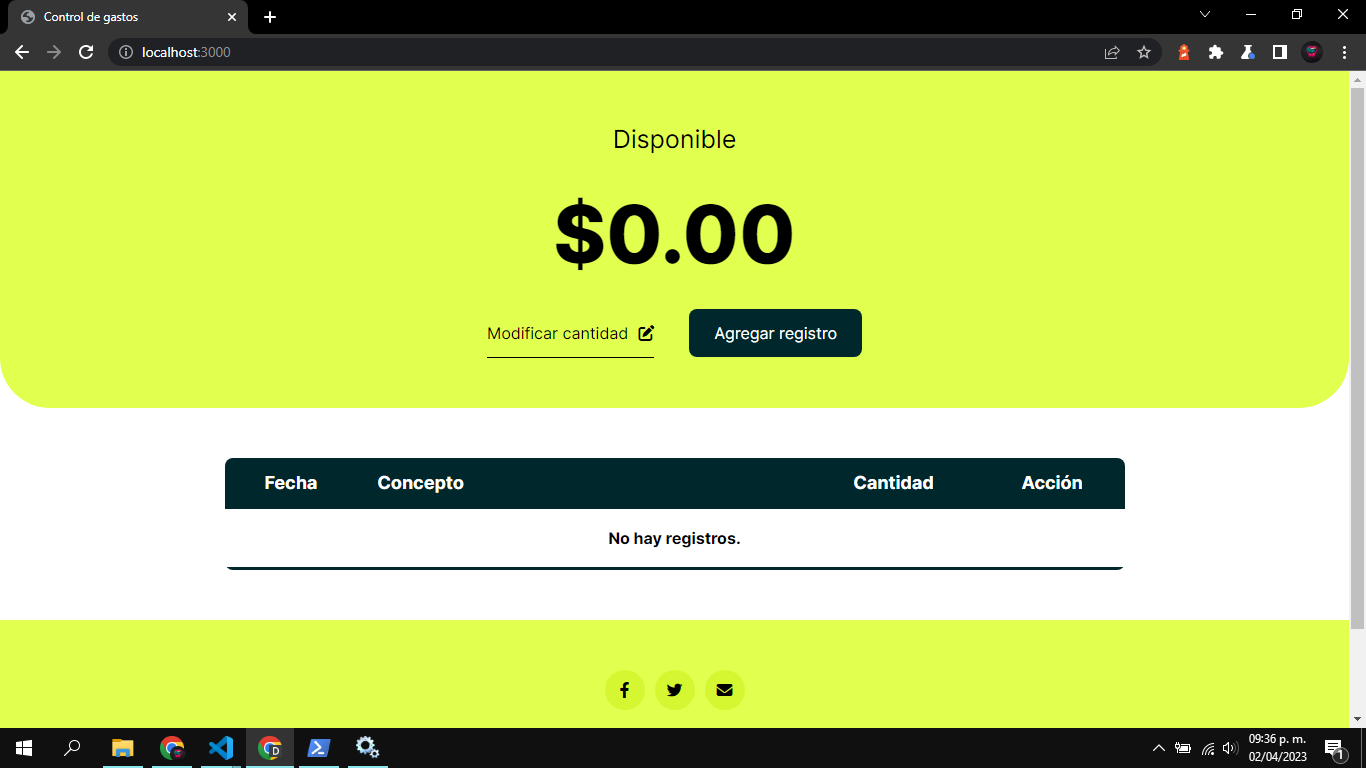 Control de gastos
localhost:3000
Disponible
$0.00
Modificar cantidad Agregar registro
Fecha Concepto Cantidad Acción
No hay registros.
09:36 p. m.
02/04/2023
1